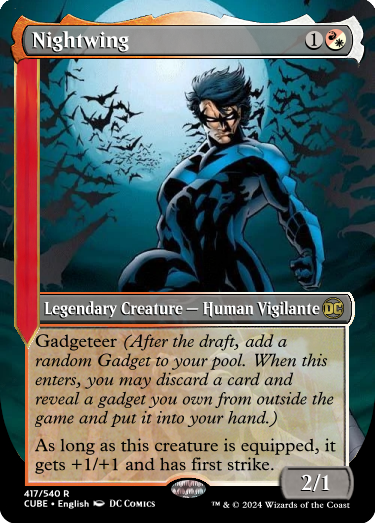 Nightwing 1
Legendary Creature — Human Vigilante DC
Gadgeteer (After the draft, add a
random Gadget to your pool. When this
enters, you may discard a card and
reveal a gadget you own from outside the
game and put it into your hand.)
As long as this creature is equipped, it
gets +1/+1 and has first strike.
2/1
417/540 R
CUBE • English DC COMICS
™ & © 2024 Wizards of the Coast